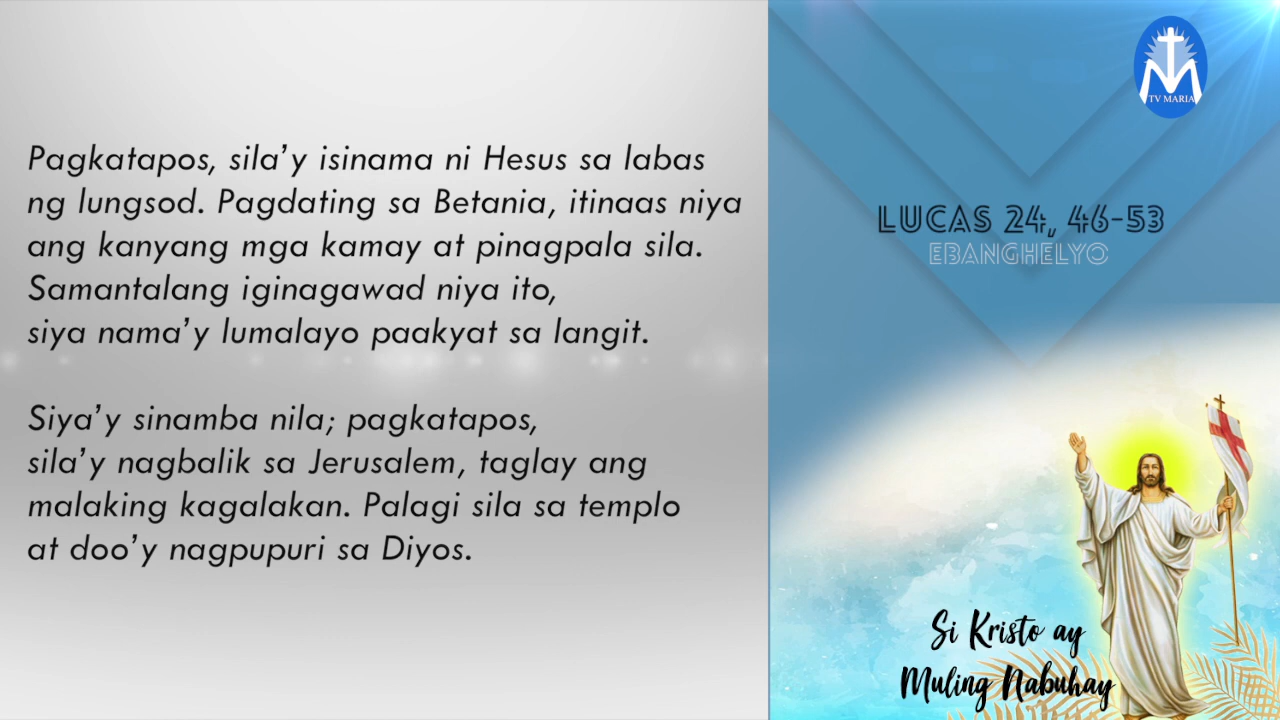 Pagkatapos, sila’y isinama ni Hesus sa labas
ng lungsod. Pagdating sa Betania, itinaas niya
ang kanyang mga kamay at pinagpala sila.
Samantalang iginagawad niya ito,
siya nama’y lumalayo paakyat sa langit.
Siya’y sinamba nila; pagkatapos,
sila’y nagbalik sa Jerusalem, taglay ang
malaking kagalakan. Palagi sila sa templo
at doo’y nagpupuri sa Diyos.
TV MARIA
LUCAS 24, 46-53
EBANGHELYO
Si Kristo ay
Muling Nabuhay